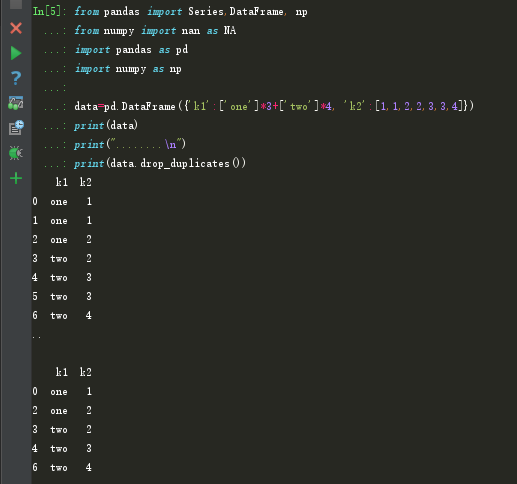 In[5]: from pandas import Series,DataFrame, np
...: from numpy import nan as NA
...: import pandas as pd
...: import numpy as np
...:
...: data=pd.DataFrame({'k1':['one']*3+['two']*4, 'k2':[1,1,2,2,3,3,4]})
...: print(data)
...: print("........\n")
...: print(data.drop_duplicates())
k1 k2
0 one 1
1 one 1
2 one 2
3 two 2
4 two 3
5 two 3
6 two 4
..
k1 k2
0 one 1
2 one 2
3 two 2
4 two 3
6 two 4